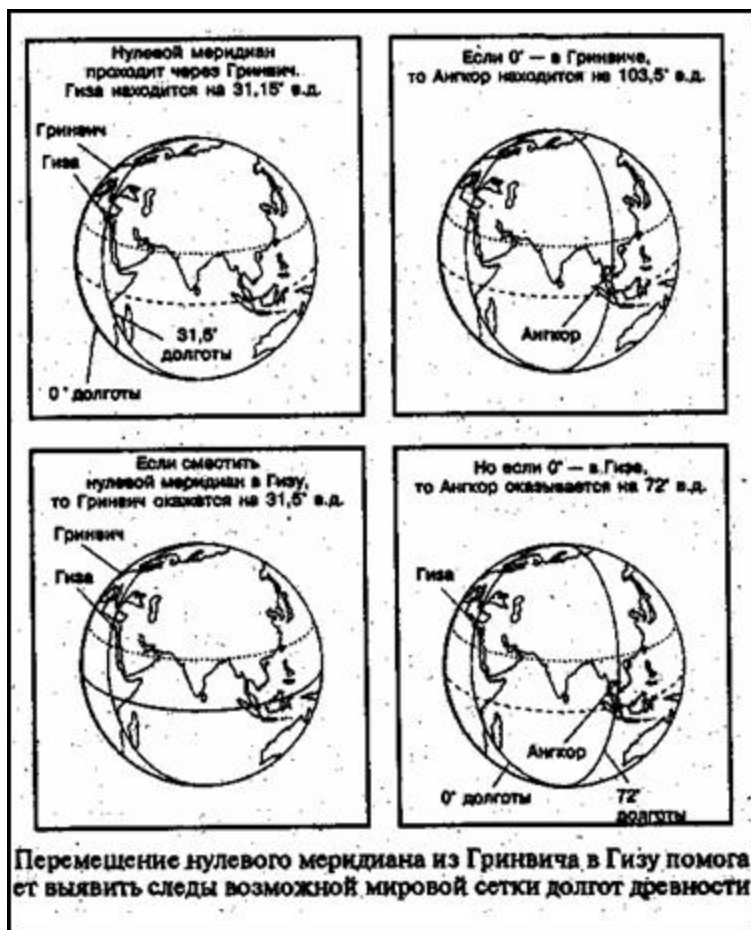 Нулевой меридиан
проходит через Гринвич.
Гиза находится на 31,15° в.д.
Гринвич
Гиза
31,5°
долготы
0° долготы
Если 0° — в Гринвиче,
то Ангкор находится на 103,5° в.д.
Ангкор
Если сместить
нулевой меридиан в Гизу,
то Гринвич окажется на 31,5° в.д.
Гринвич
Гиза
Но если 0° — в Гизе,
то Ангкор оказывается на 72° в.д.
Гиза
Ангкор
0° долготы
72°
долготы
Перемещение нулевого меридиана из Гринвича в Гизу помога
ет выявить следы возможной мировой сетки долгот древности